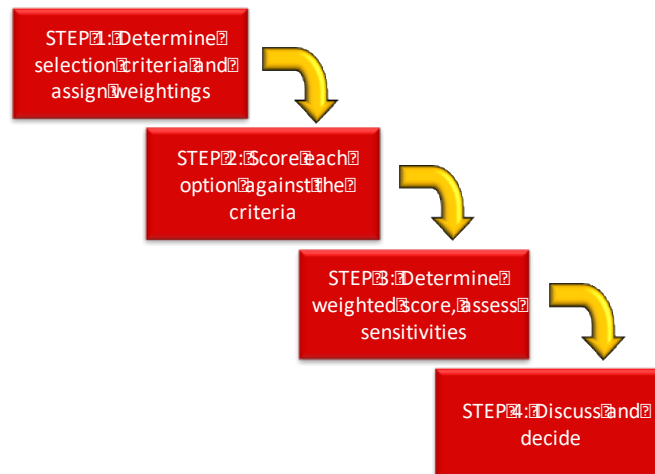 STEP 1: Determine
selection criteria and
assign weightings
STEP 2: Score each
option against the
criteria
STEP 3: Determine
weighted score, assess
sensitivities
STEP 4: Discuss and
decide